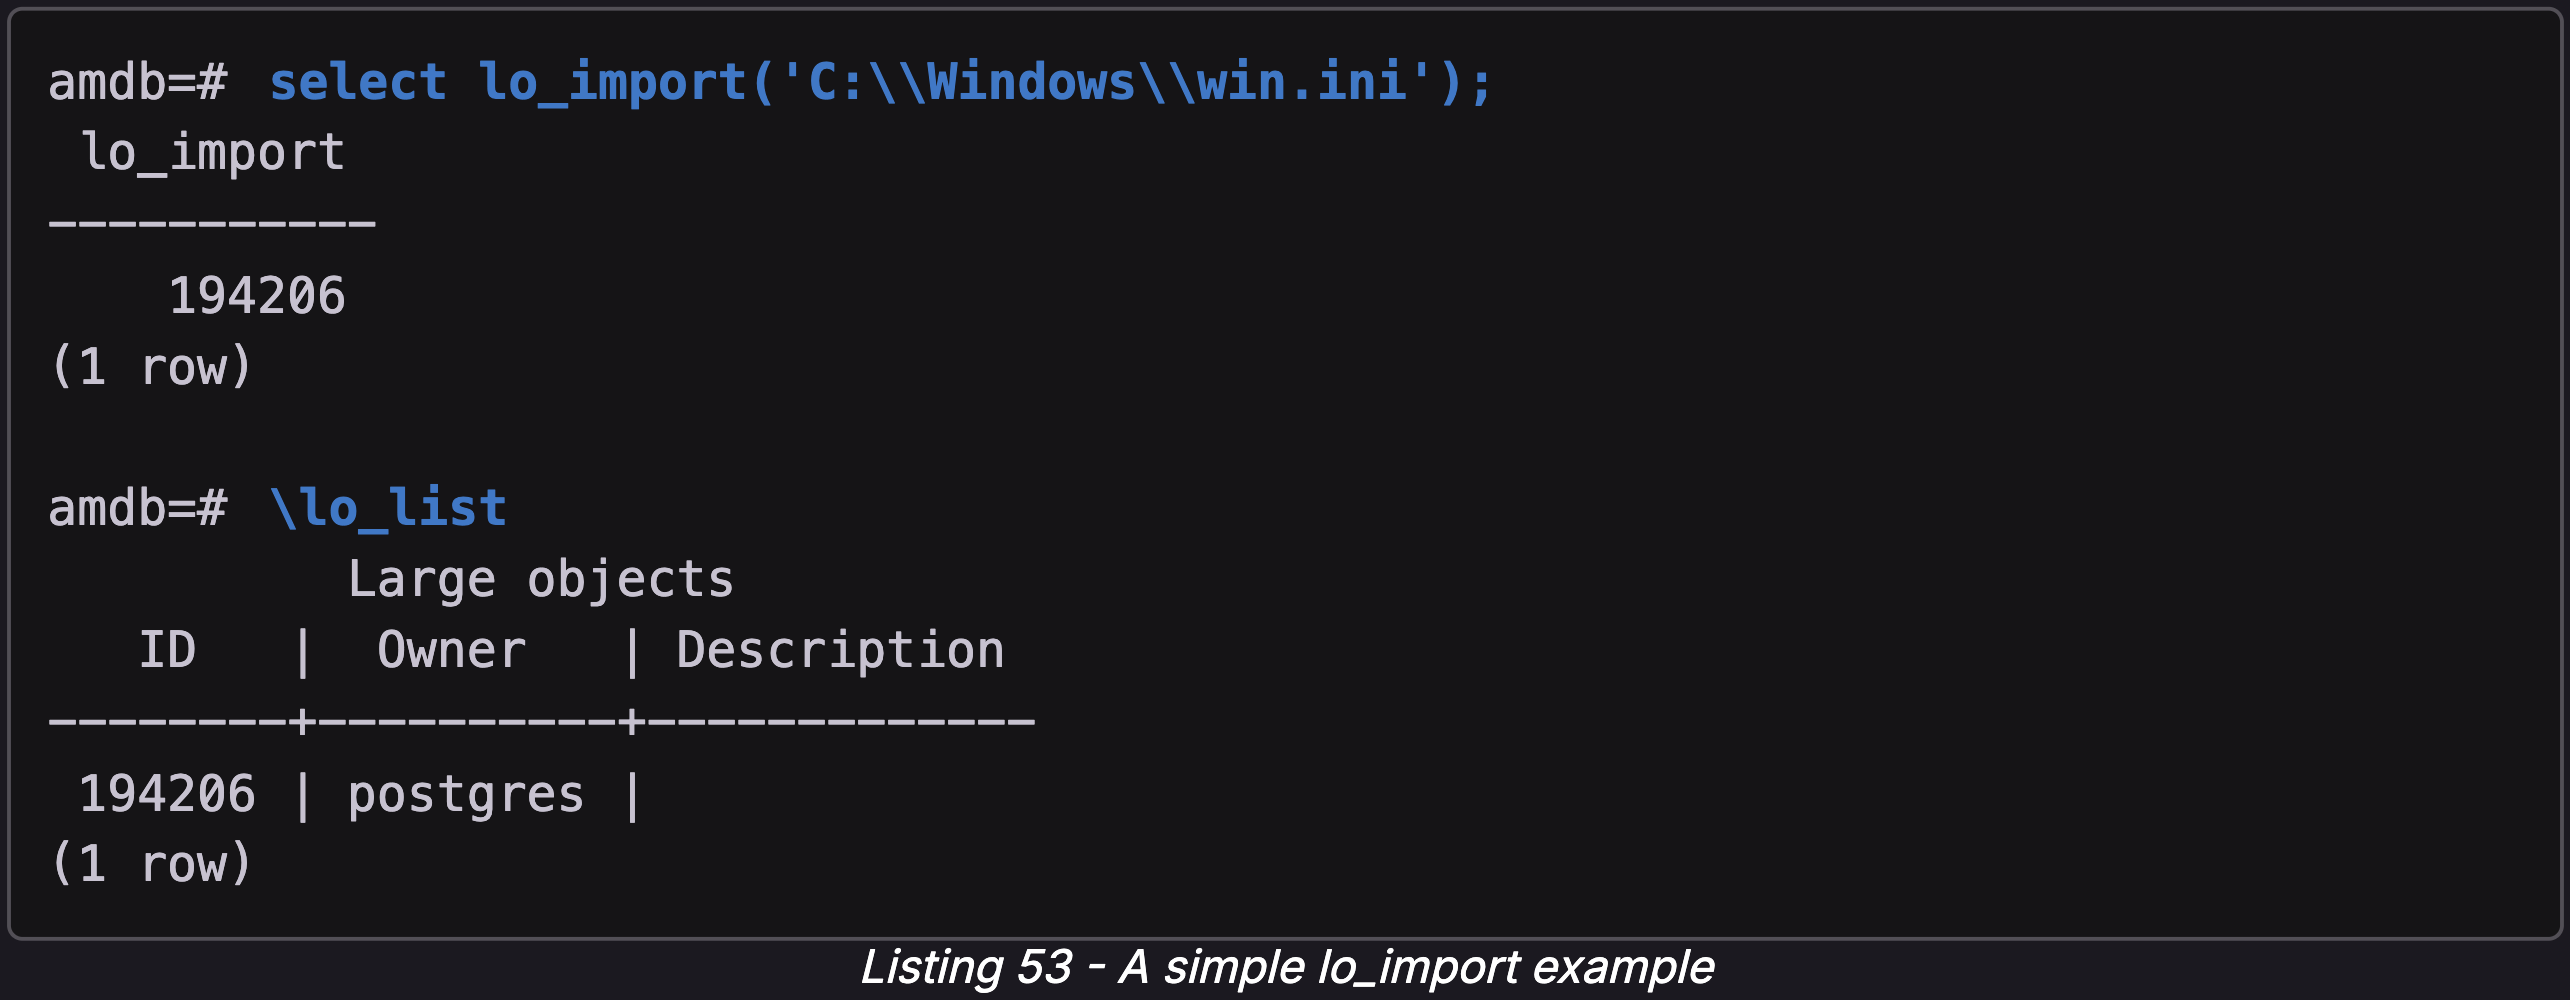 amdb=# select lo_import('C:\\Windows\\win.ini');
 lo_import
-----------
    194206
(1 row)

amdb=# \lo_list
          Large objects
   ID   |  Owner   | Description
--------+----------+-------------
 194206 | postgres |
(1 row)
Listing 53 - A simple lo_import example